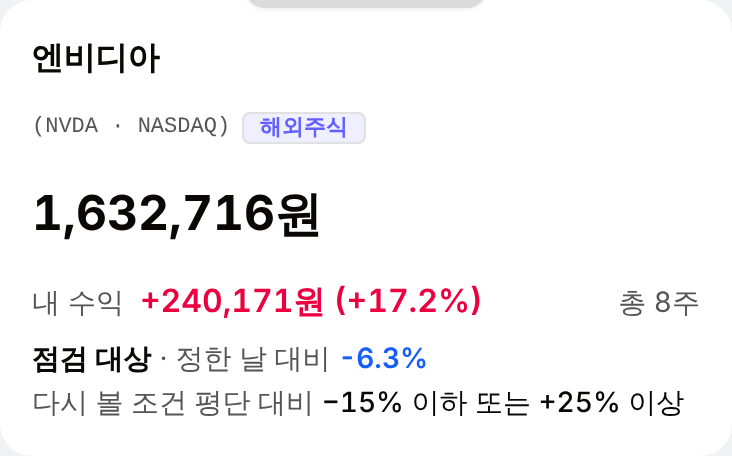 엔비디아
(NVDA · NASDAQ) 해외주식
1,632,716원
내 수익 +240,171원 (+17.2%) 총 8주
점검 대상 · 정한 날 대비 -6.3%
다시 볼 조건 평단 대비 −15% 이하 또는 +25% 이상